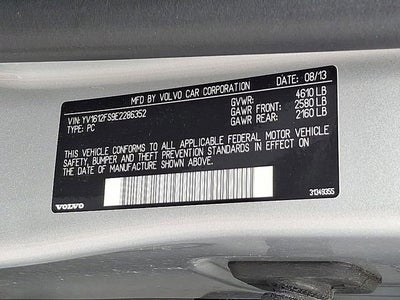 MFD BY VOLVO CAR CORPORATION DATE: 08/13
VIN: YV1612FS9E2286352 GVWR: 4610 LB
TYPE: PC GAWR FRONT: 2580 LB
GAWR REAR: 2160 LB
THIS VEHICLE CONFORMS TO ALL APPLICABLE FEDERAL MOTOR VEHICLE
SAFETY, BUMPER AND THEFT PREVENTION STANDARDS IN EFFECT
ON THE DATE OF MANUFACTURE SHOWN ABOVE.
VOLVO 31349355